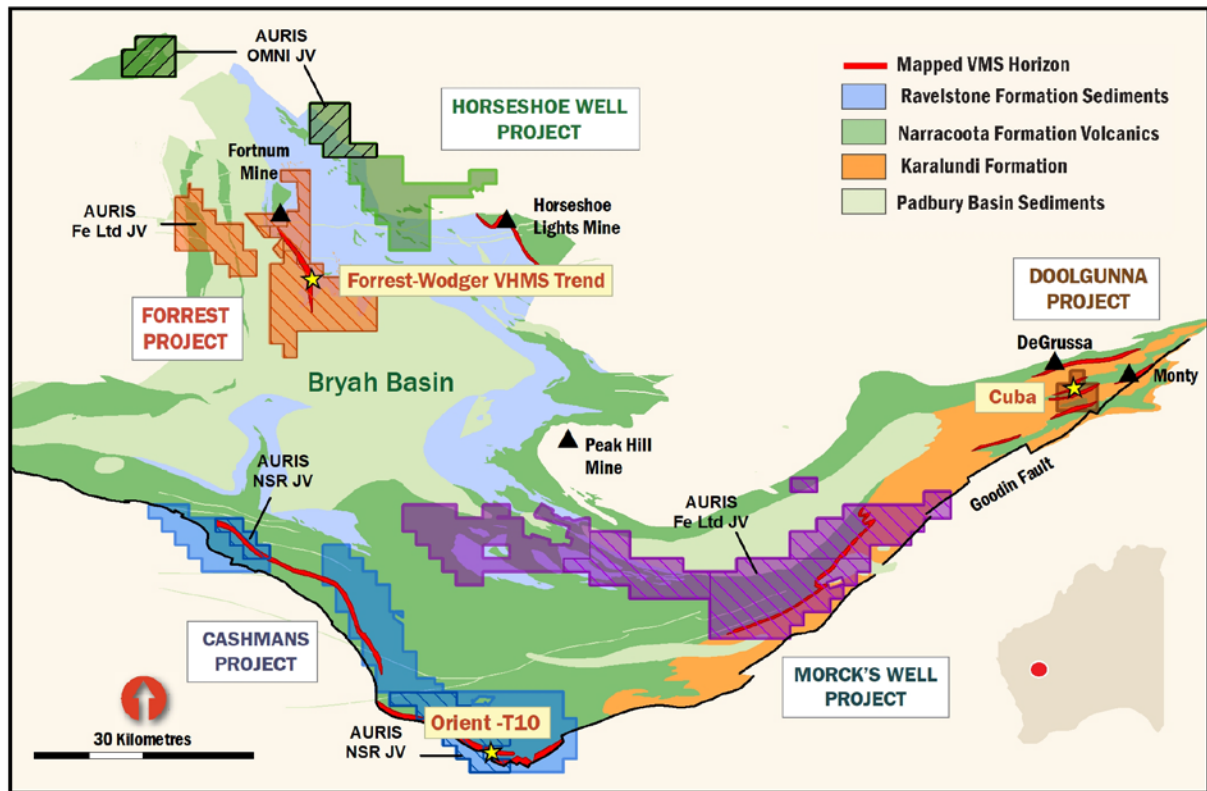 AURIS
OMNI JV
HORSESHOE WELL
PROJECT
Mapped VMS Horizon
Ravelstone Formation Sediments
Narracoota Formation Volcanics
Karalundi Formation
Padbury Basin Sediments
Fortnum
Mine
AURIS
Fe Ltd JV
Horseshoe
Lights Mine
Forrest-Wodger VHMS Trend
FORREST
PROJECT
DOOLGUNNA
PROJECT
DeGrussa
Monty
Cuba
Bryah Basin
Peak Hill
Mine
Goodin Fault
AURIS
NSR JV
AURIS
Fe Ltd JV
CASHMANS
PROJECT
MORCK'S WELL
PROJECT
Orient -T10
AURIS
NSR JV
30 Kilometres